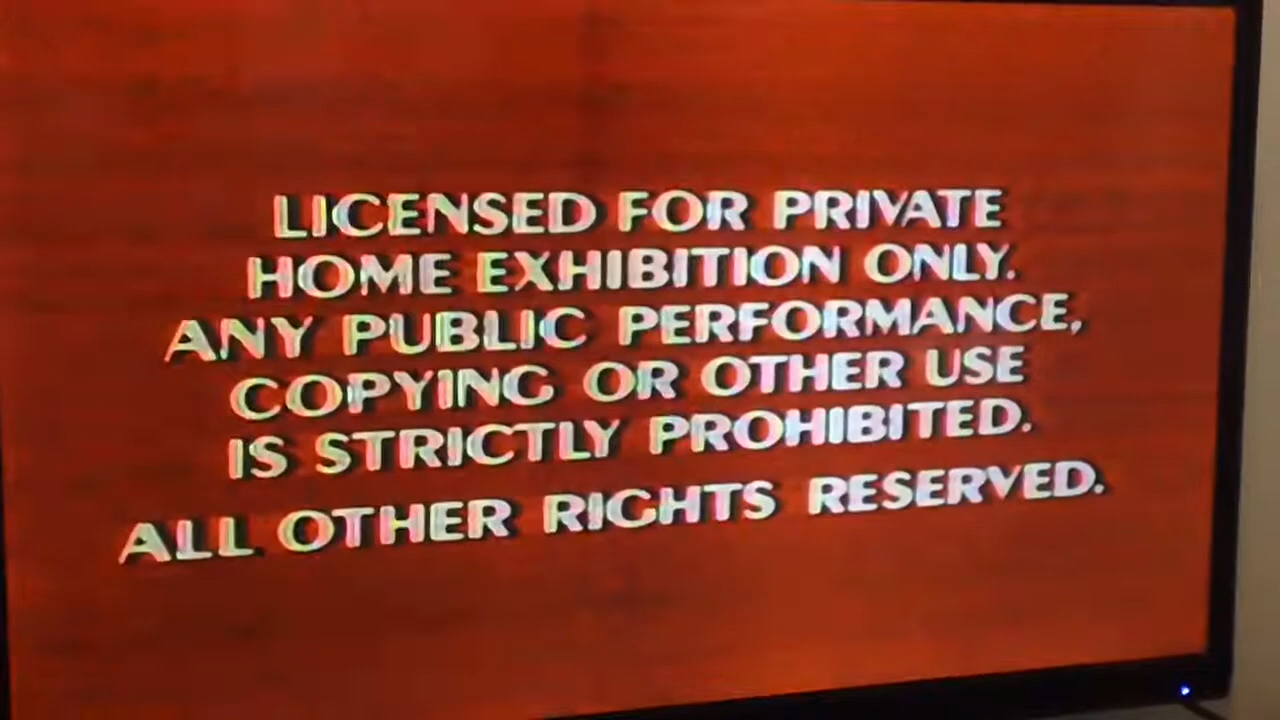 LICENSED FOR PRIVATE
HOME EXHIBITION ONLY.
ANY PUBLIC PERFORMANCE,
COPYING OR OTHER USE
IS STRICTLY PROHIBITED.
ALL OTHER RIGHTS RESERVED.